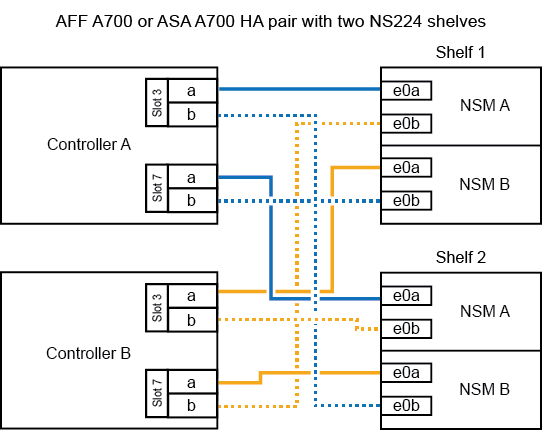 AFF A700 or ASA A700 HA pair with two NS224 shelves
Shelf 1
Controller A
Slot 3
a
b
Slot 7
a
b
e0a
e0b
NSM A
e0a
e0b
NSM B
Shelf 2
Controller B
Slot 3
a
b
Slot 7
a
b
e0a
e0b
NSM A
e0a
e0b
NSM B